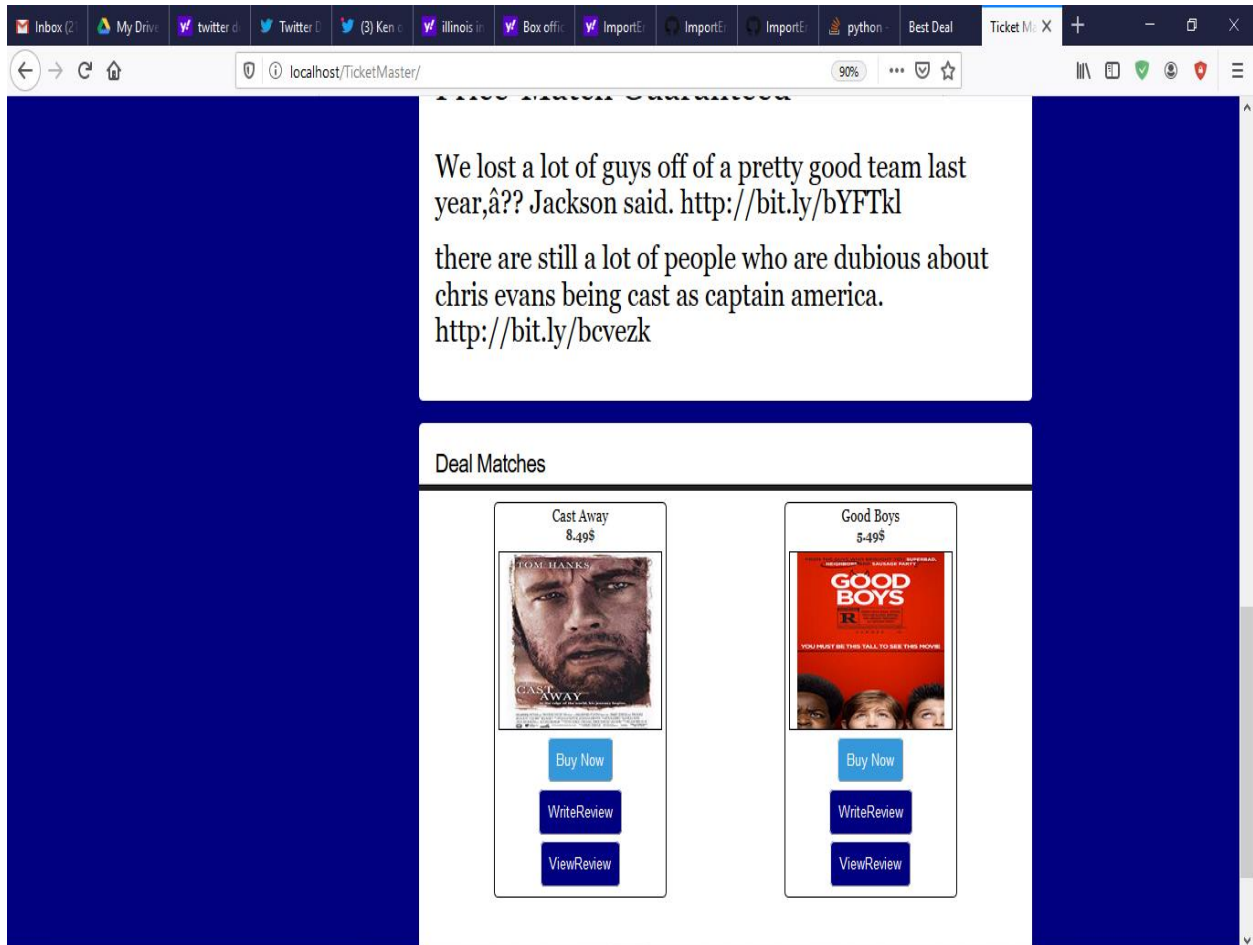 Inbox (2
My Drive
twitter d
Twitter D
(3) Ken o
illinois in
Box offic
ImportEr
ImportEr
ImportEr
python -
Best Deal
Ticket Ma
localhost/TicketMaster/
90%
Price-Match Guaranteed
We lost a lot of guys off of a pretty good team last
year,â?? Jackson said. http://bit.ly/bYFTkl
there are still a lot of people who are dubious about
chris evans being cast as captain america.
http://bit.ly/bcvezk
Deal Matches
Cast Away
8.49$
TOM HANKS
CAST
AWAY
Buy Now
WriteReview
ViewReview
Good Boys
5.49$
SUPERBAD,
NEIGHBORS SAUSAGE PARTY
GOOD
BOYS
R
YOU MUST BE THIS TALL TO SEE THIS MOVIE
Buy Now
WriteReview
ViewReview